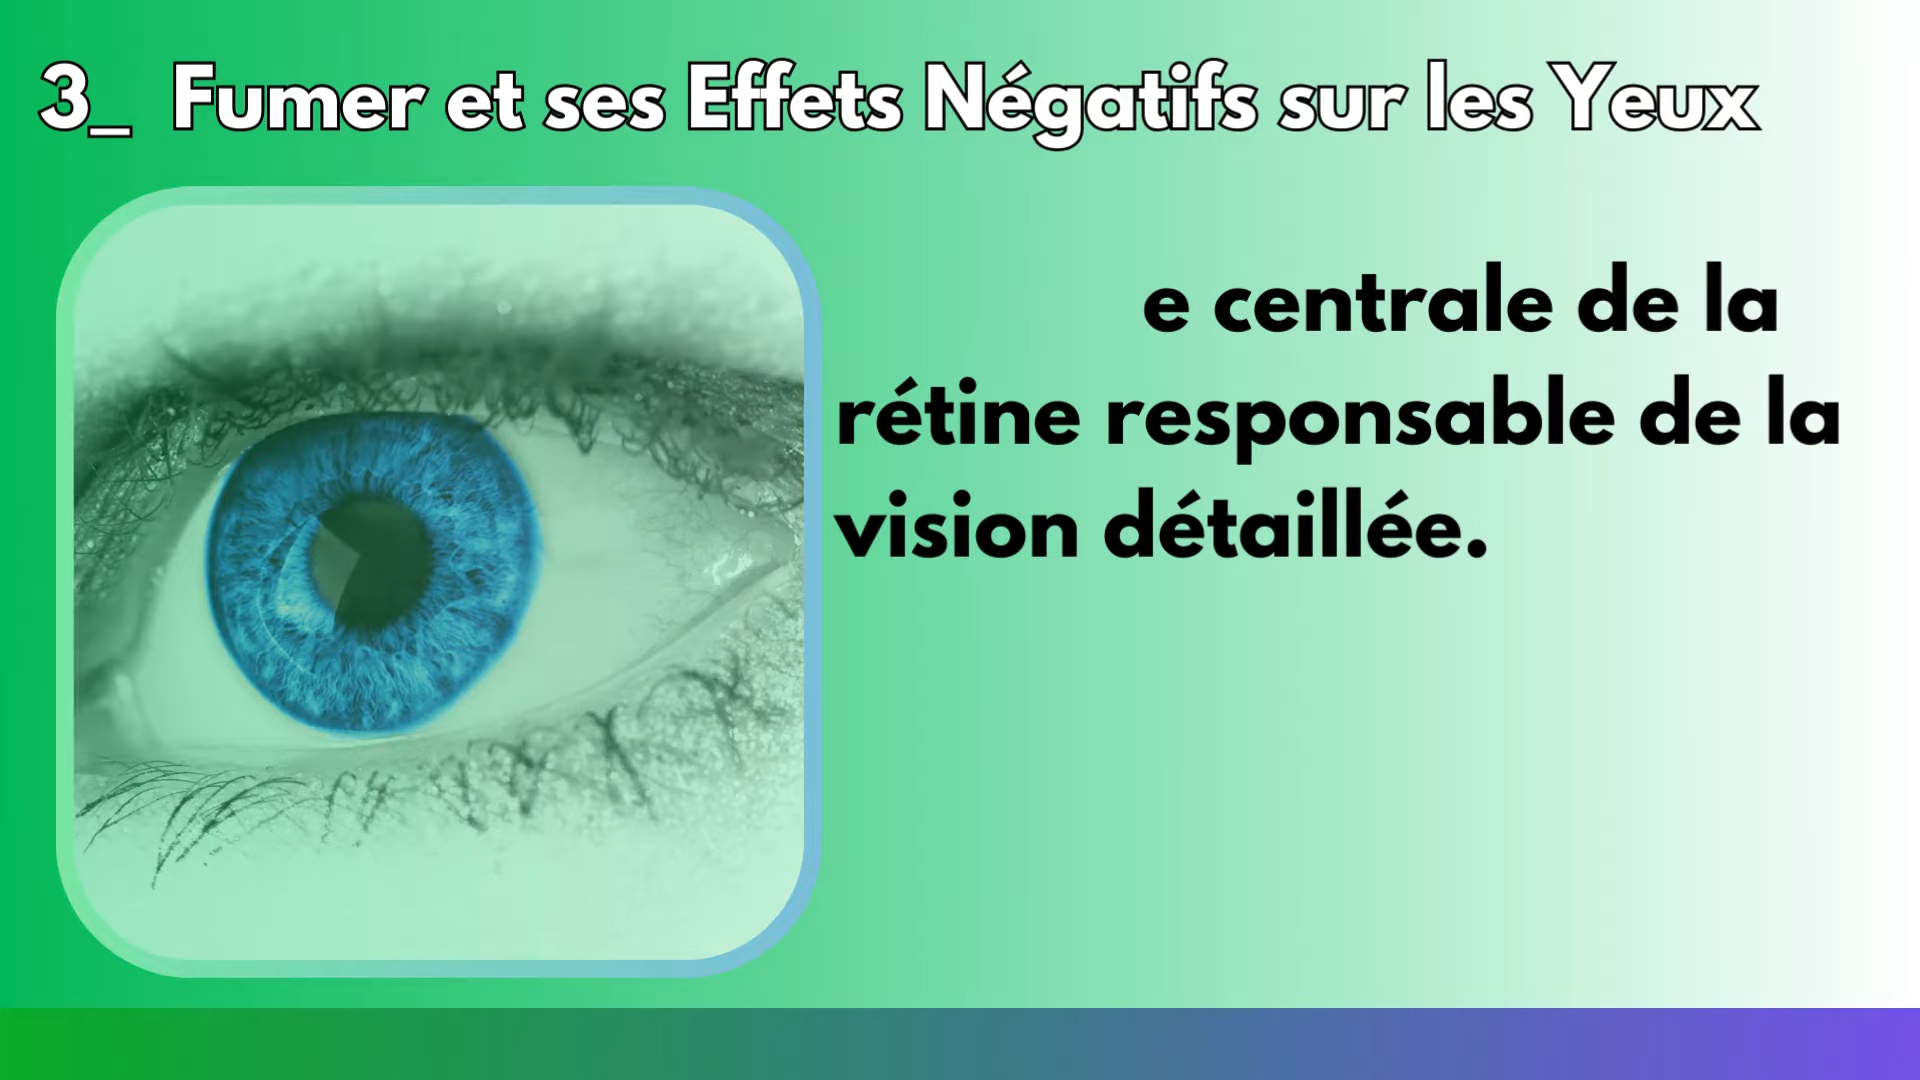 3_ Fumer et ses Effets Négatifs sur les Yeux
e centrale de la
rétine responsable de la
vision détaillée.